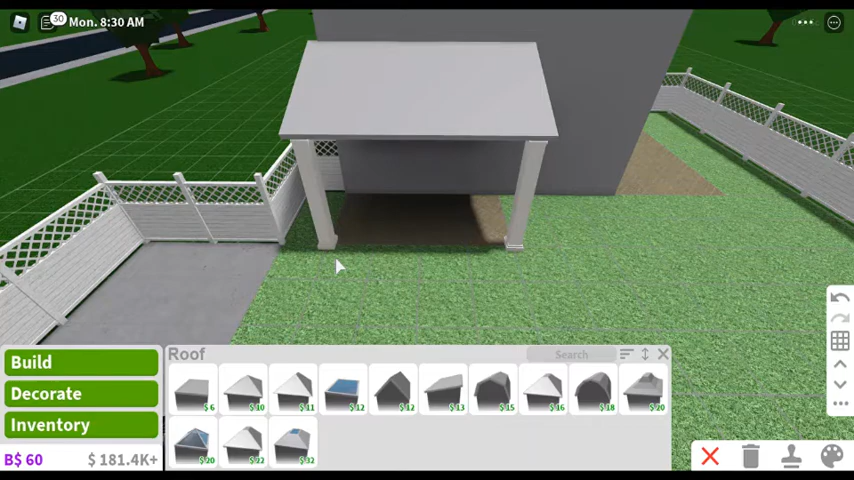 30 Mon. 8:30 AM
Roof
Search
Build
Decorate
Inventory
B$ 60 $ 181.4K+
$ 6 $10 $11 $12 $12 $13 $15 $16 $18 $20
$20 $22 $32